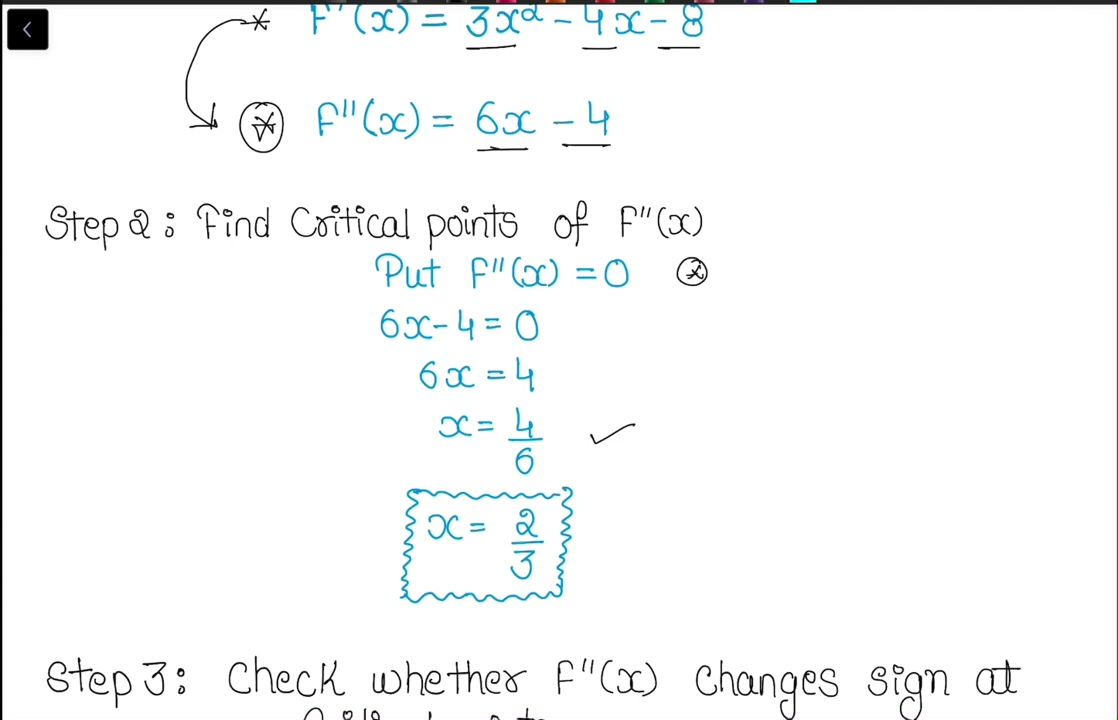 F'(x) = 3x² - 4x - 8
F''(x) = 6x - 4
Step 2: Find Critical points of F''(x)
Put F''(x) = 0
6x - 4 = 0
6x = 4
x = 4/6
x = 2/3
Step 3: Check whether F''(x) changes sign at